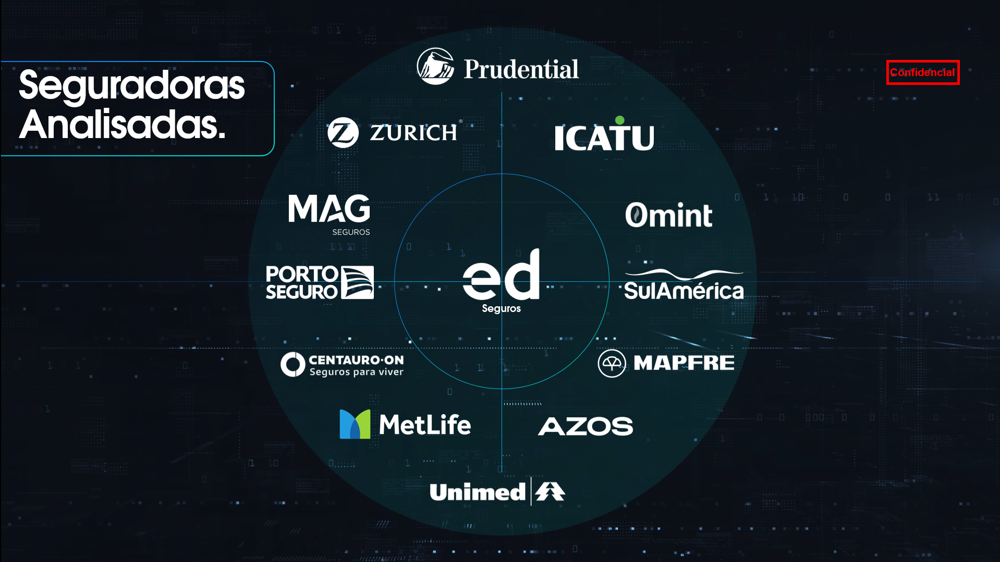 Seguradoras
Analisadas.
Confidencial
Prudential
ZURICH®
ICATU
MAG
SEGUROS
Omint
PORTO
SEGURO
ed
Seguros
SulAmérica
CENTAURO·ON
Seguros para viver
MAPFRE
MetLife
AZOS
Unimed